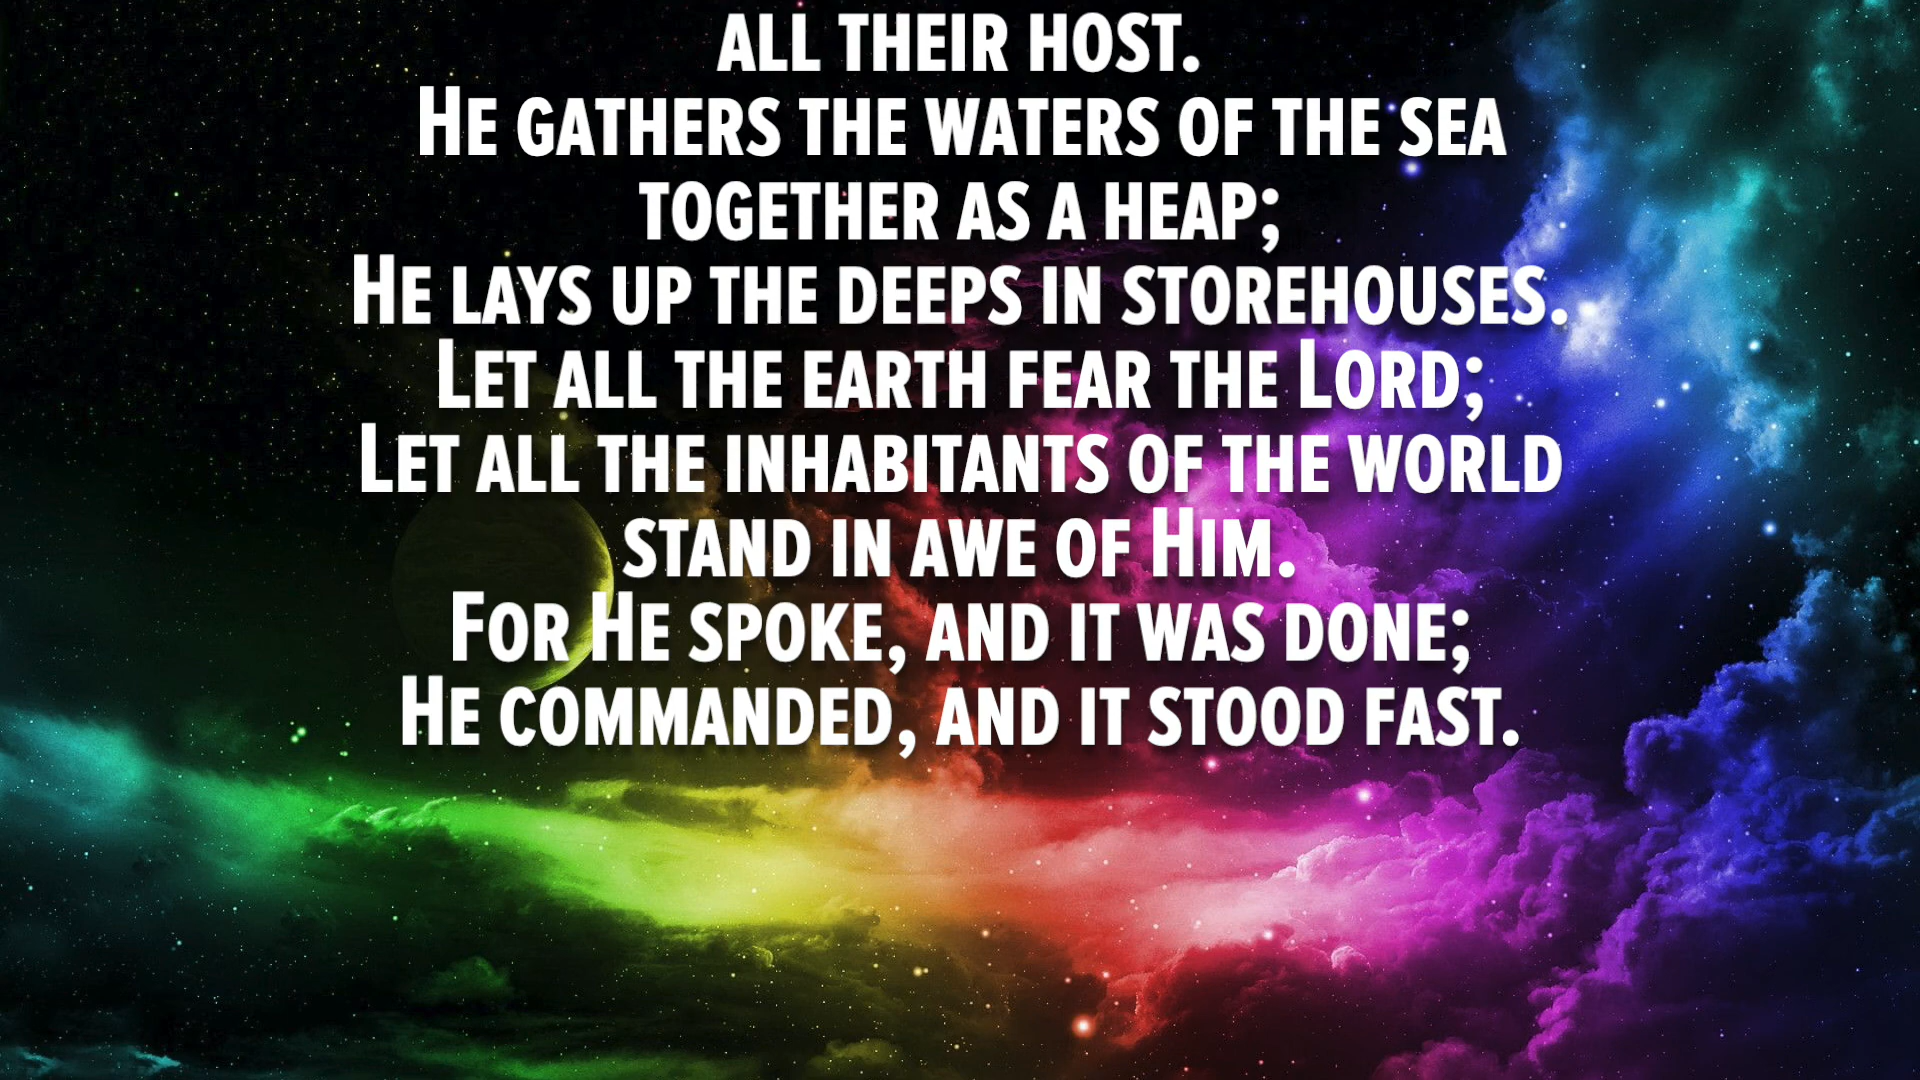 ALL THEIR HOST.
HE GATHERS THE WATERS OF THE SEA
TOGETHER AS A HEAP;
HE LAYS UP THE DEEPS IN STOREHOUSES.
LET ALL THE EARTH FEAR THE LORD;
LET ALL THE INHABITANTS OF THE WORLD
STAND IN AWE OF HIM.
FOR HE SPOKE, AND IT WAS DONE;
HE COMMANDED, AND IT STOOD FAST.